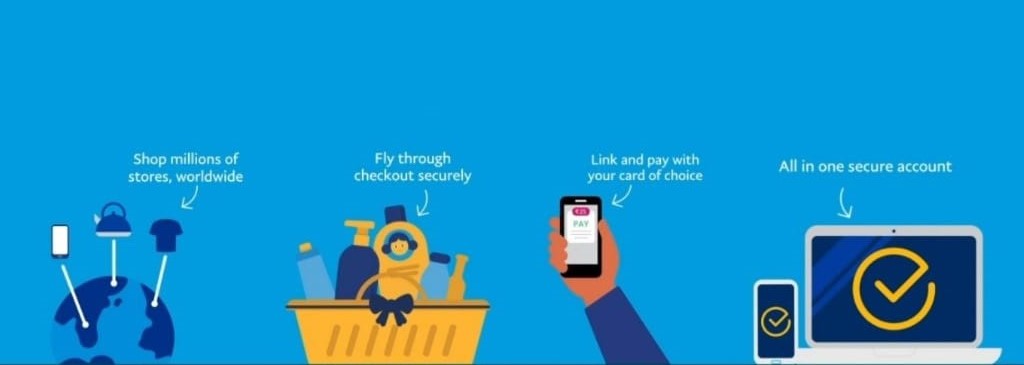 Shop millions of
stores, worldwide
Fly through
checkout securely
Link and pay with
your card of choice
All in one secure account
PAY